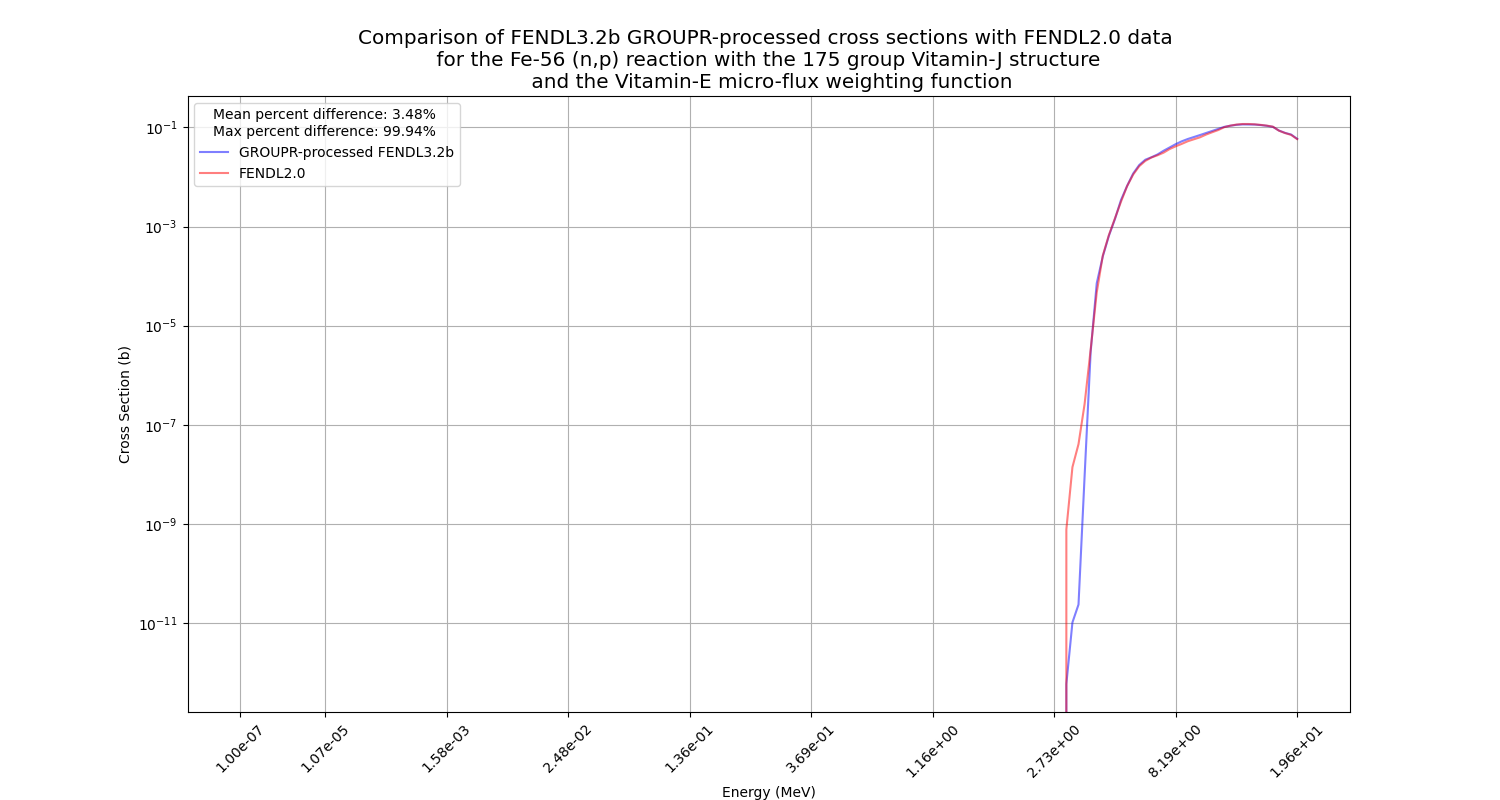 Comparison of FENDL3.2b GROUPR-processed cross sections with FENDL2.0 data
for the Fe-56 (n,p) reaction with the 175 group Vitamin-J structure
and the Vitamin-E micro-flux weighting function
Mean percent difference: 3.48%
Max percent difference: 99.94%
GROUPR-processed FENDL3.2b
FENDL2.0
Cross Section (b)
10⁻¹
10⁻³
10⁻⁵
10⁻⁷
10⁻⁹
10⁻¹¹
1.00e-07
1.07e-05
1.58e-03
2.48e-02
1.36e-01
3.69e-01
1.16e+00
2.73e+00
8.19e+00
1.96e+01
Energy (MeV)